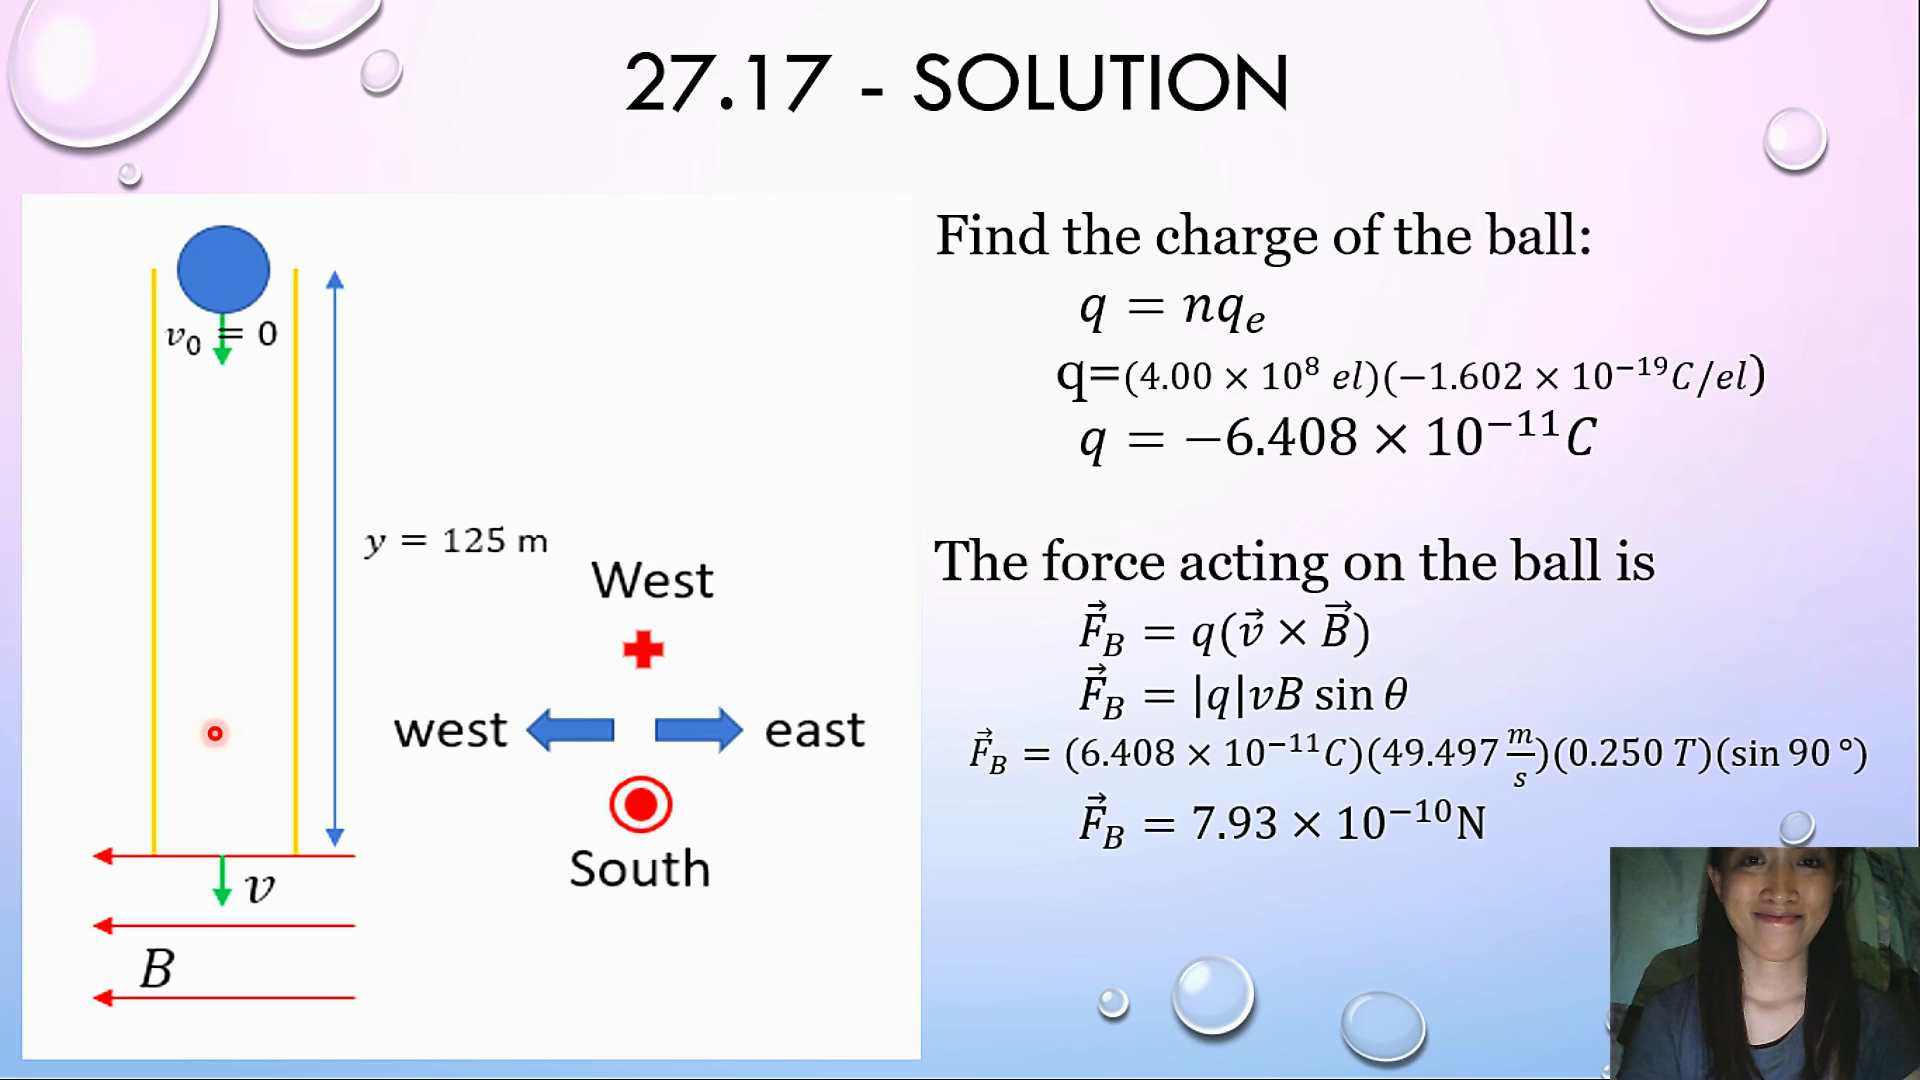 27.17 - SOLUTION
v₀ = 0
y = 125 m
West
west
east
South
v
B
Find the charge of the ball:
q = nqₑ
q=(4.00 × 10⁸ el)(−1.602 × 10⁻¹⁹C/el)
q = −6.408 × 10⁻¹¹C
The force acting on the ball is
F⃗_B = q(v⃗ × B⃗)
F⃗_B = |q|vB sin θ
F⃗_B = (6.408 × 10⁻¹¹C)(49.497 m/s)(0.250 T)(sin 90 °)
F⃗_B = 7.93 × 10⁻¹⁰N